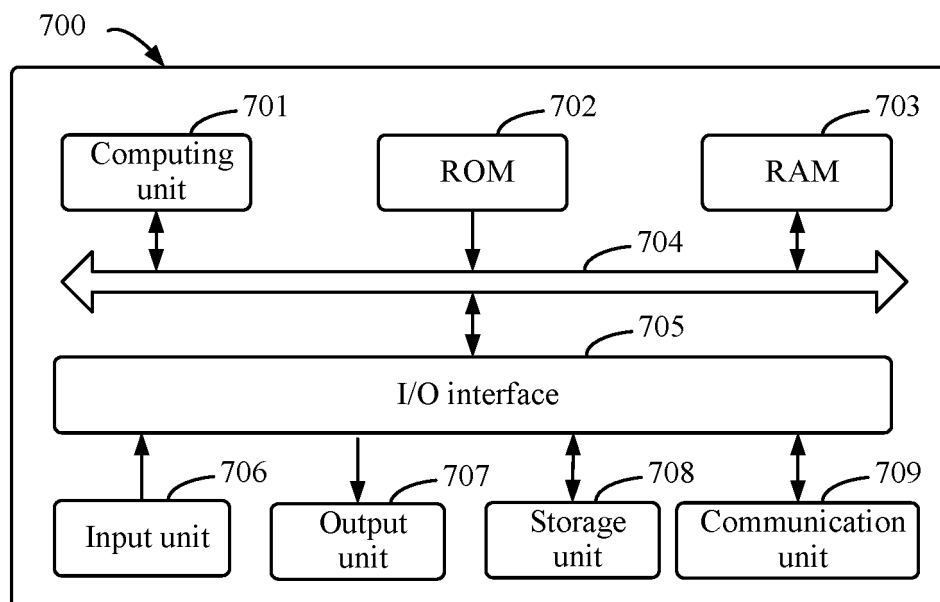 700
701
702
703
Computing
unit
ROM
RAM
704
705
I/O interface
706
707
708
709
Input unit
Output
unit
Storage
unit
Communication
unit